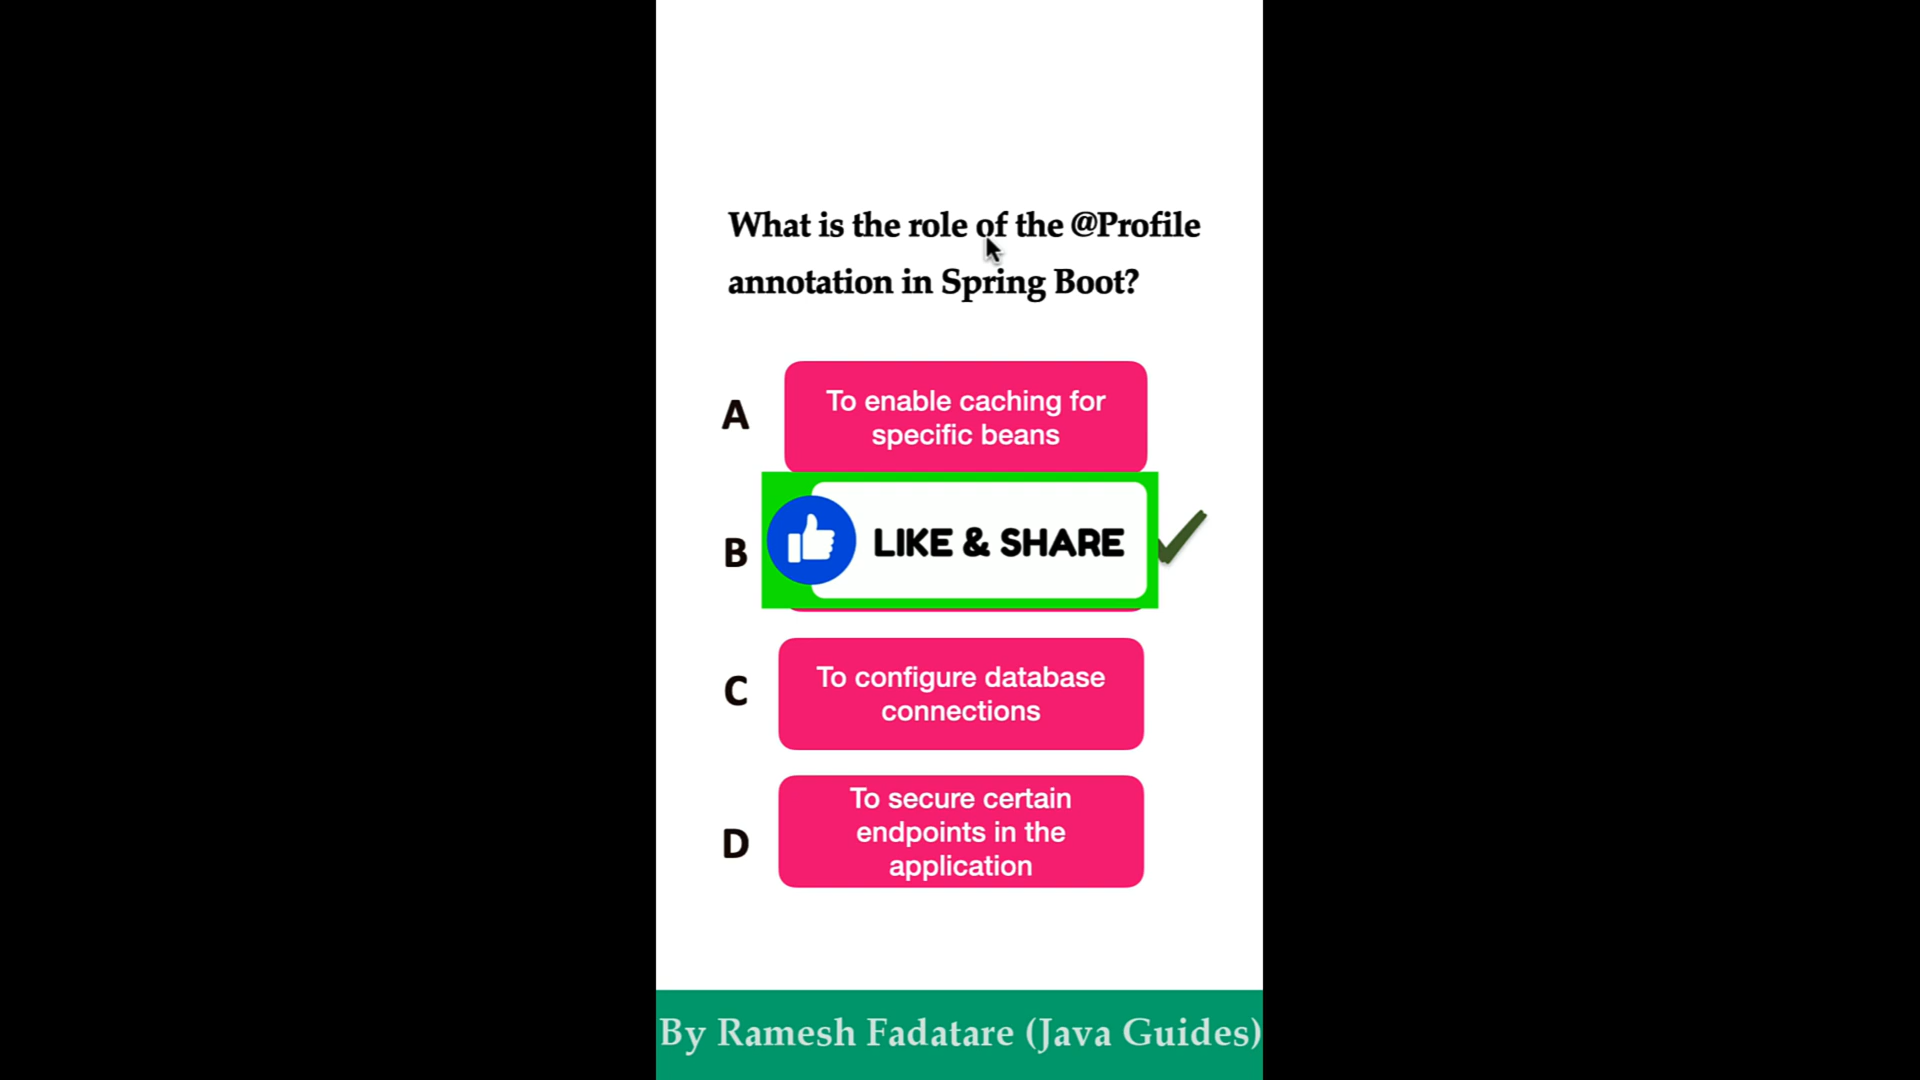 What is the role of the @Profile
annotation in Spring Boot?
A
To enable caching for
specific beans
B
LIKE & SHARE
C
To configure database
connections
D
To secure certain
endpoints in the
application
By Ramesh Fadatare (Java Guides)